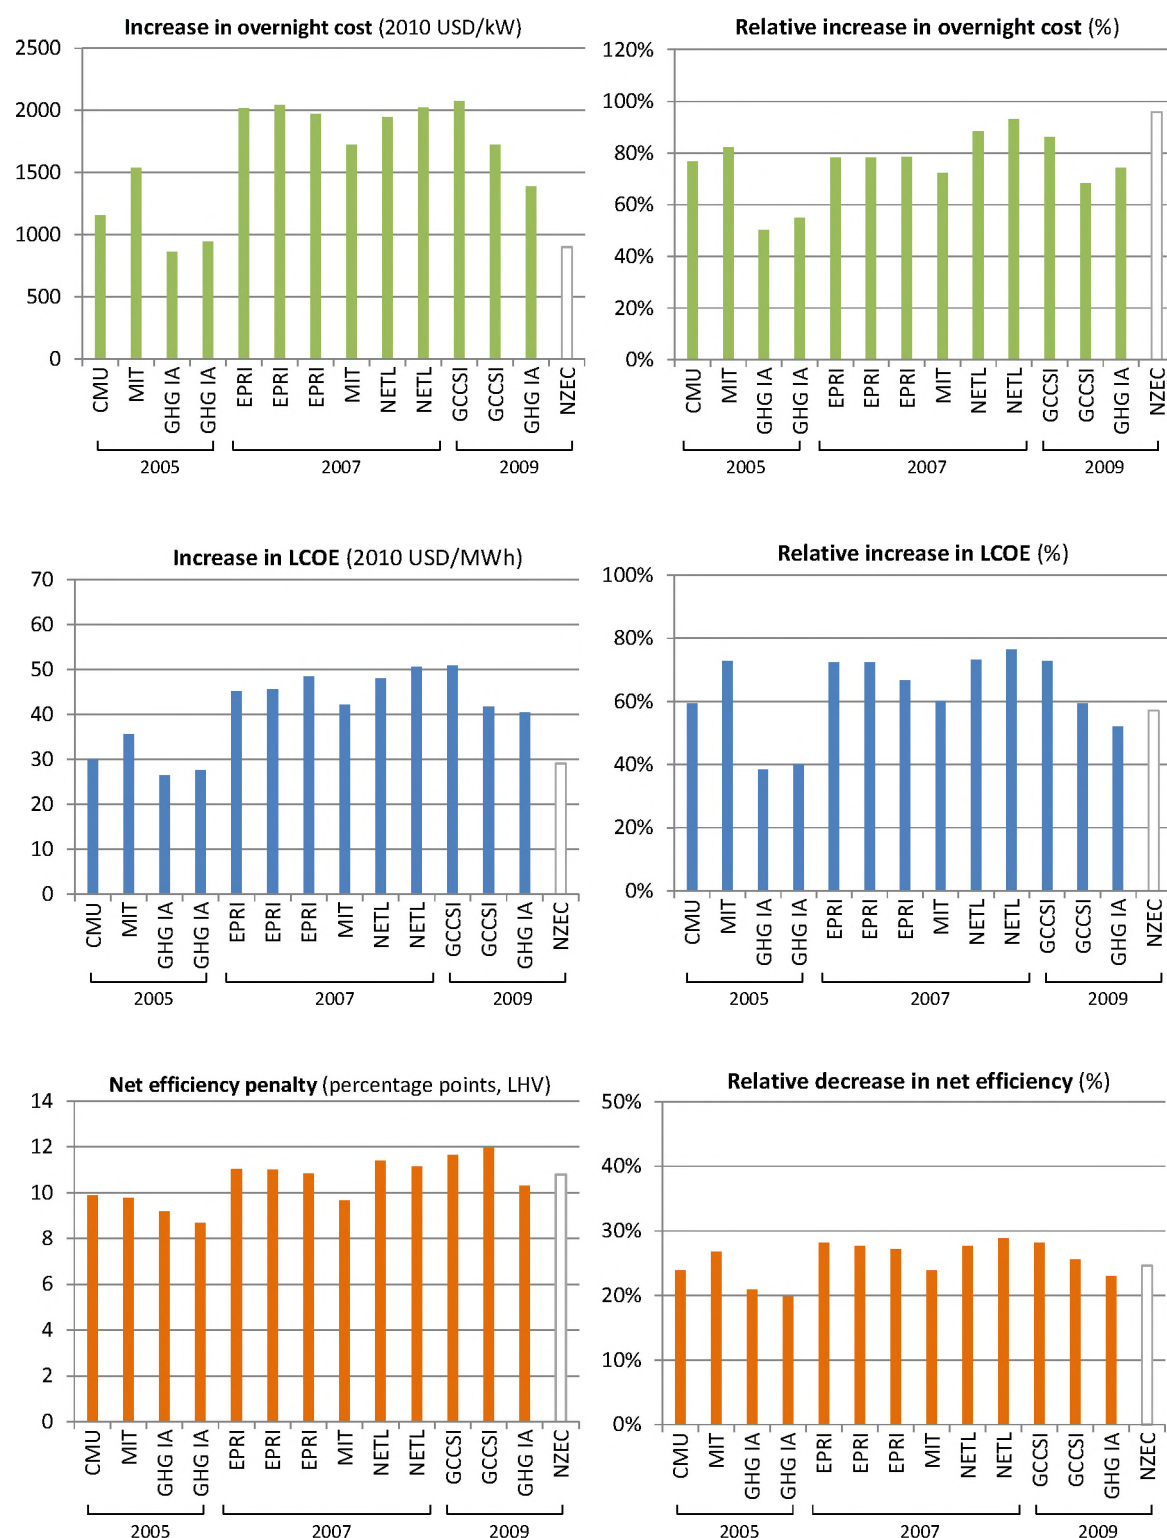 Increase in overnight cost (2010 USD/kW)
2500
2000
1500
1000
500
0
CMU
MIT
GHG IA
GHG IA
EPRI
EPRI
EPRI
MIT
NETL
NETL
GCCSI
GCCSI
GHG IA
NZEC
2005
2007
2009
Relative increase in overnight cost (%)
120%
100%
80%
60%
40%
20%
0%
CMU
MIT
GHG IA
GHG IA
EPRI
EPRI
EPRI
MIT
NETL
NETL
GCCSI
GCCSI
GHG IA
NZEC
2005
2007
2009
Increase in LCOE (2010 USD/MWh)
70
60
50
40
30
20
10
0
CMU
MIT
GHG IA
GHG IA
EPRI
EPRI
EPRI
MIT
NETL
NETL
GCCSI
GCCSI
GHG IA
NZEC
2005
2007
2009
Relative increase in LCOE (%)
100%
80%
60%
40%
20%
0%
CMU
MIT
GHG IA
GHG IA
EPRI
EPRI
EPRI
MIT
NETL
NETL
GCCSI
GCCSI
GHG IA
NZEC
2005
2007
2009
Net efficiency penalty (percentage points, LHV)
14
12
10
8
6
4
2
0
CMU
MIT
GHG IA
GHG IA
EPRI
EPRI
EPRI
MIT
NETL
NETL
GCCSI
GCCSI
GHG IA
NZEC
2005
2007
2009
Relative decrease in net efficiency (%)
50%
40%
30%
20%
10%
0%
CMU
MIT
GHG IA
GHG IA
EPRI
EPRI
EPRI
MIT
NETL
NETL
GCCSI
GCCSI
GHG IA
NZEC
2005
2007
2009